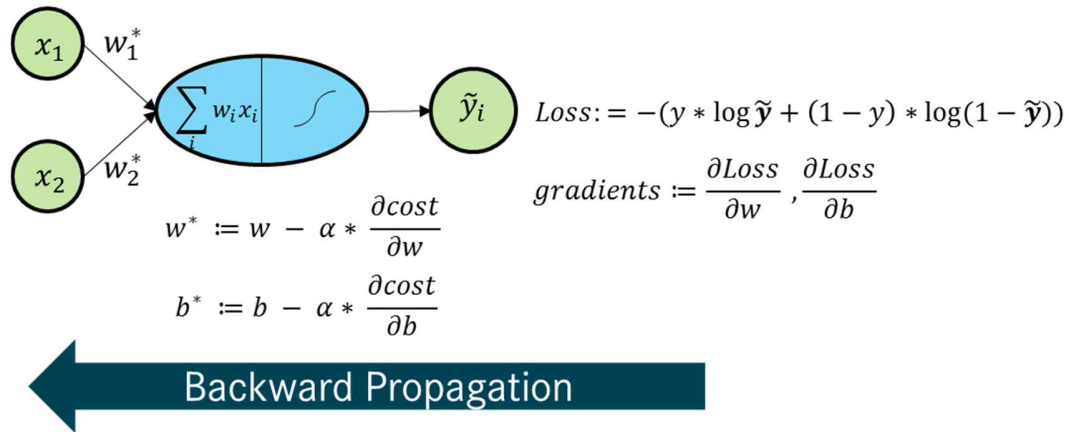 x₁ w₁*
∑ᵢ wᵢxᵢ
ỹᵢ
x₂ w₂*
Loss: = −(y ∗ log ỹ + (1 − y) ∗ log(1 − ỹ))
gradients ≔ ∂Loss/∂w , ∂Loss/∂b
w* ≔ w − α ∗ ∂cost/∂w
b* ≔ b − α ∗ ∂cost/∂b
Backward Propagation